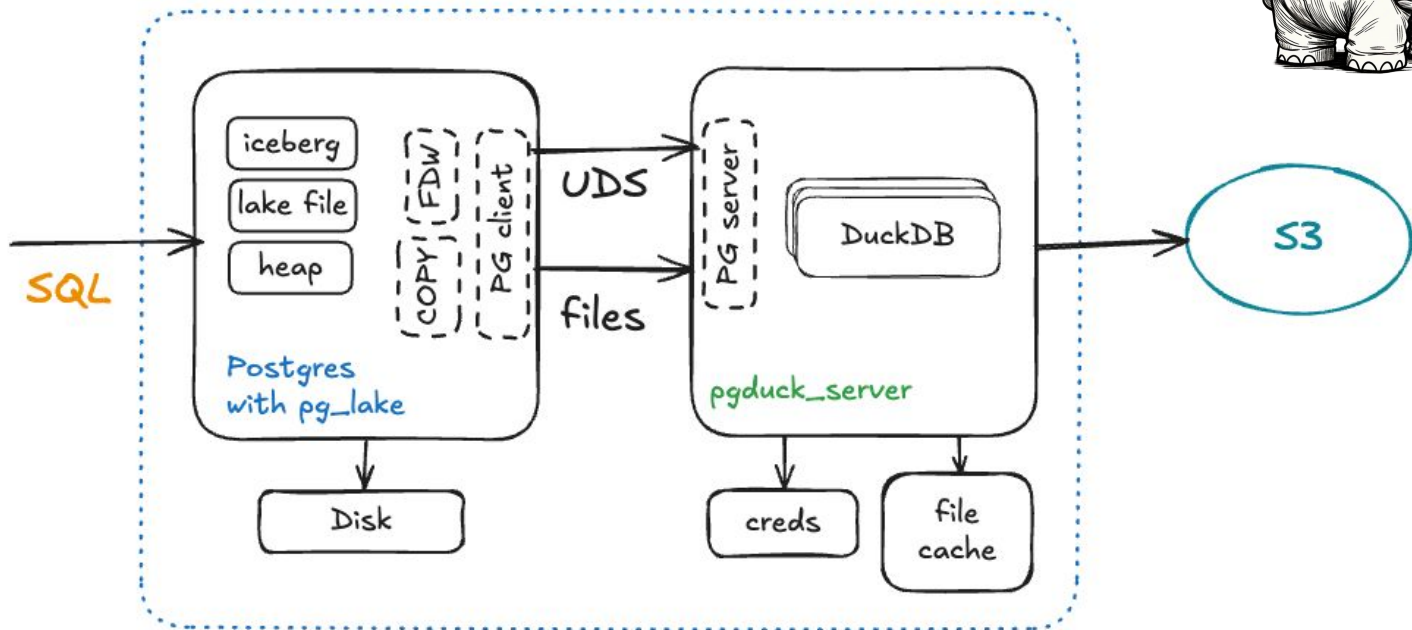 SQL
iceberg
lake file
heap
FDW
COPY
PG client
Postgres
with pg_lake
Disk
UDS
files
PG server
DuckDB
pgduck_server
creds
file
cache
S3